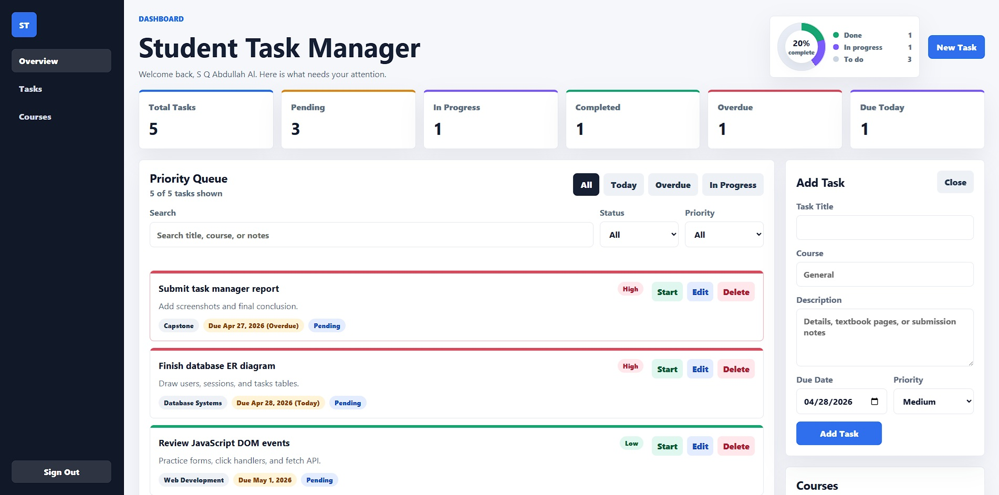 ST
Overview
Tasks
Courses
Sign Out
DASHBOARD
Student Task Manager
Welcome back, S Q Abdullah Al. Here is what needs your attention.
20%
complete
Done 1
In progress 1
To do 3
New Task
Total Tasks
5
Pending
3
In Progress
1
Completed
1
Overdue
1
Due Today
1
Priority Queue
5 of 5 tasks shown
All Today Overdue In Progress
Search Status Priority
Search title, course, or notes All All
Submit task manager report High Start Edit Delete
Add screenshots and final conclusion.
Capstone Due Apr 27, 2026 (Overdue) Pending
Finish database ER diagram High Start Edit Delete
Draw users, sessions, and tasks tables.
Database Systems Due Apr 28, 2026 (Today) Pending
Review JavaScript DOM events Low Start Edit Delete
Practice forms, click handlers, and fetch API.
Web Development Due May 1, 2026 Pending
Add Task Close
Task Title
Course
General
Description
Details, textbook pages, or submission
notes
Due Date Priority
04/28/2026 Medium
Add Task
Courses